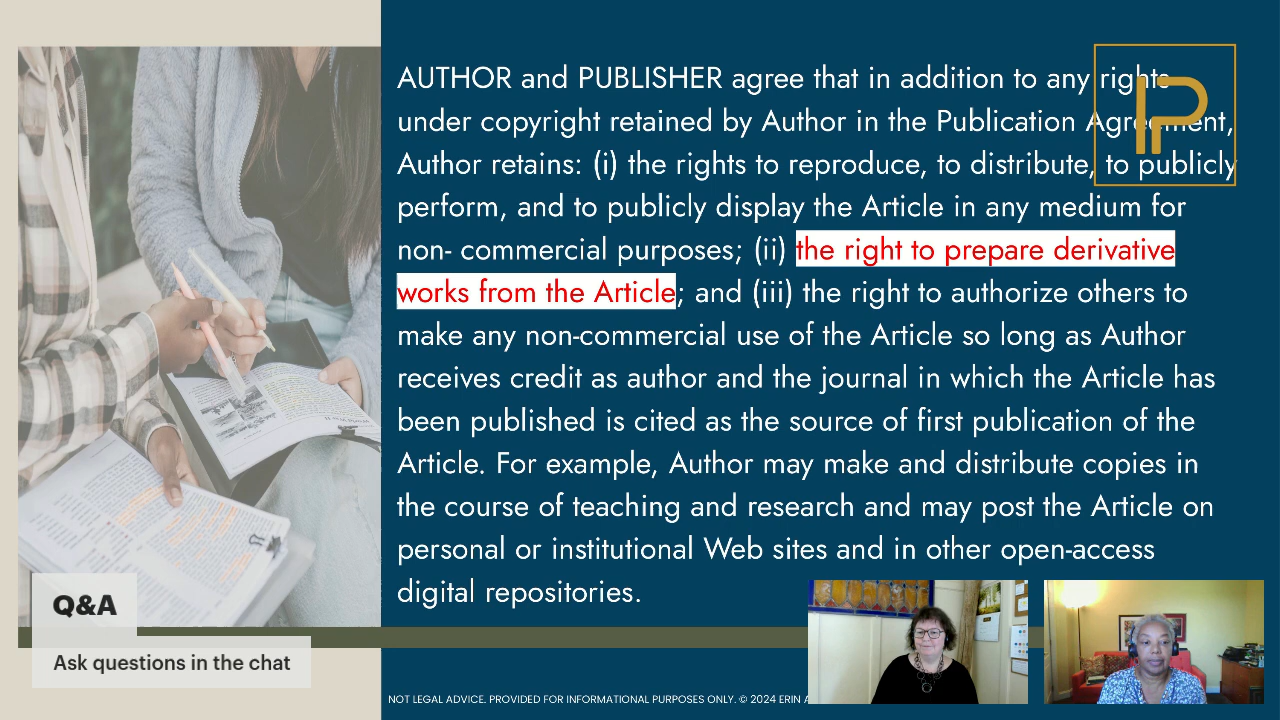 AUTHOR and PUBLISHER agree that in addition to any rights
under copyright retained by Author in the Publication Agreement,
Author retains: (i) the rights to reproduce, to distribute, to publicly
perform, and to publicly display the Article in any medium for
non- commercial purposes; (ii) the right to prepare derivative
works from the Article; and (iii) the right to authorize others to
make any non-commercial use of the Article so long as Author
receives credit as author and the journal in which the Article has
been published is cited as the source of first publication of the
Article. For example, Author may make and distribute copies in
the course of teaching and research and may post the Article on
personal or institutional Web sites and in other open-access
digital repositories.
IP
Q&A
Ask questions in the chat
NOT LEGAL ADVICE. PROVIDED FOR INFORMATIONAL PURPOSES ONLY. © 2024 ERIN